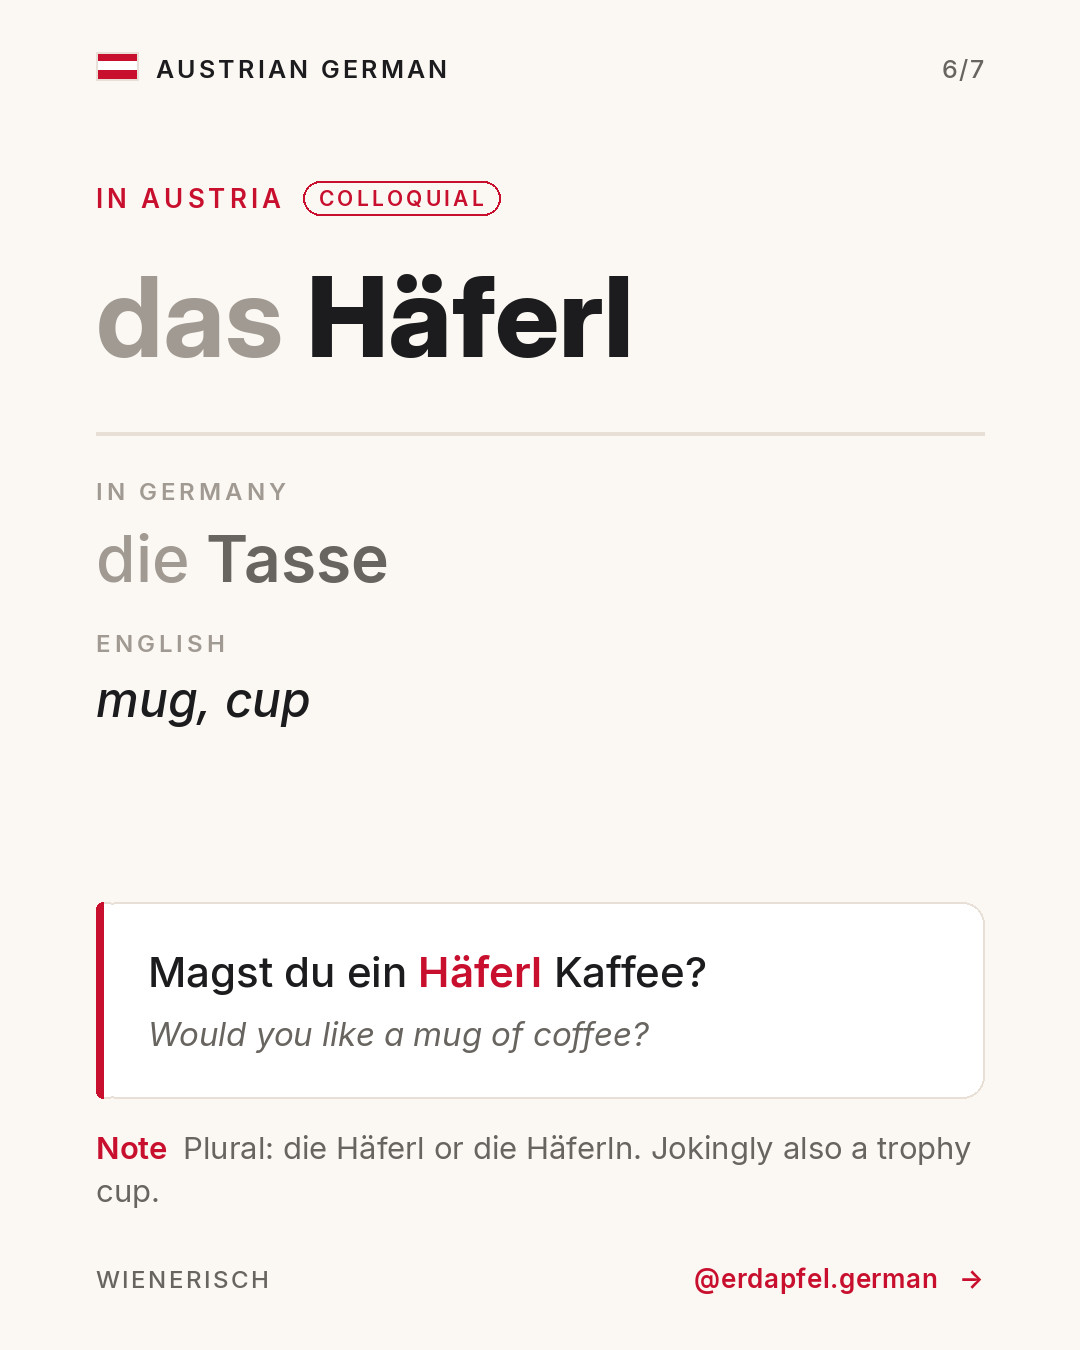 AUSTRIAN GERMAN
6/7
IN AUSTRIA
COLLOQUIAL
das Häferl
IN GERMANY
die Tasse
ENGLISH
mug, cup
Magst du ein Häferl Kaffee?
Would you like a mug of coffee?
Note Plural: die Häferl or die Häferln. Jokingly also a trophy
cup.
WIENERISCH
@erdapfel.german →